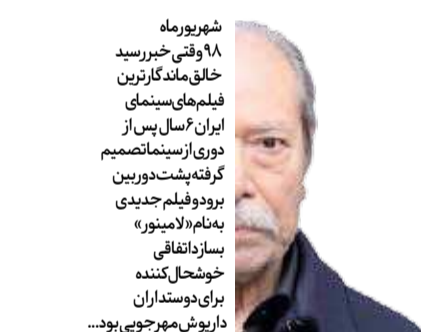 شهریورماه
۹۸ وقتی خبر رسید
خالق ماندگارترین
فیلم‌های سینمای
ایران ۶ سال پس از
دوری از سینما تصمیم
گرفته پشت دوربین
برود و فیلم جدیدی
به‌نام «لامینور»
بسازد اتفاقی
خوشحال‌کننده
برای دوستداران
داریوش مهرجویی بود...